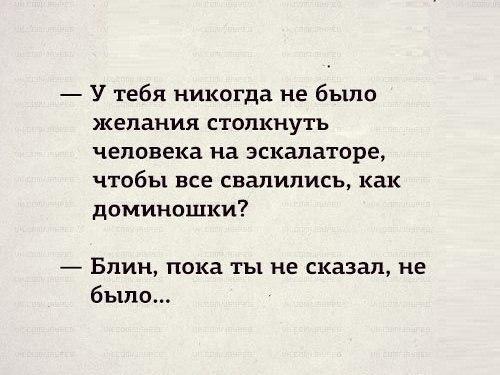 — У тебя никогда не было
желания столкнуть
человека на эскалаторе,
чтобы все свалились, как
доминошки?
— Блин, пока ты не сказал, не
было...